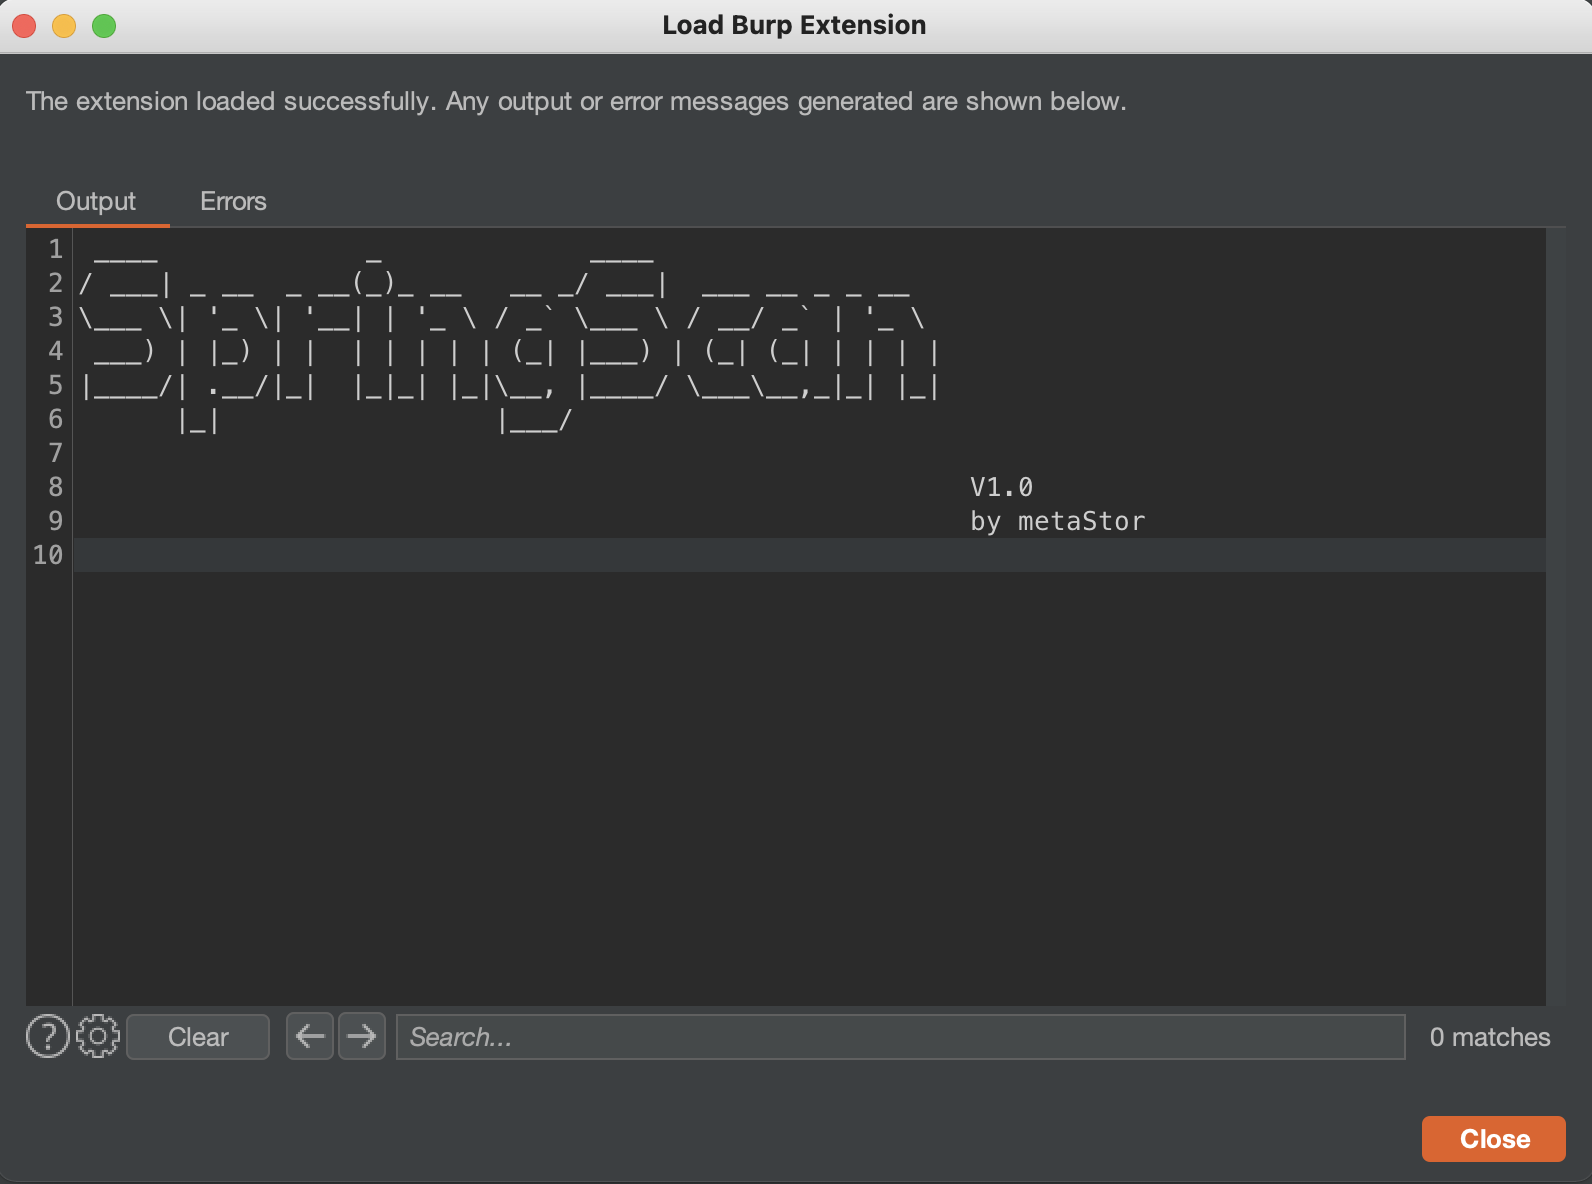 Load Burp Extension
The extension loaded successfully. Any output or error messages generated are shown below.
Output Errors
1  ____             _             ____
2 / ___| _ __  _ __(_)_ __   __ _/ ___|  ___ __ _ _ __
3 \___ \| '_ \| '__| | '_ \ / _` \___ \ / __/ _` | '_ \
4  ___) | |_) | |  | | | | | (_| |___) | (_| (_| | | | |
5 |____/| .__/|_|  |_|_| |_|\__, |____/ \___\__,_|_| |_|
6       |_|                 |___/
7
8 V1.0
9 by metaStor
10
? Clear ← → Search... 0 matches
Close